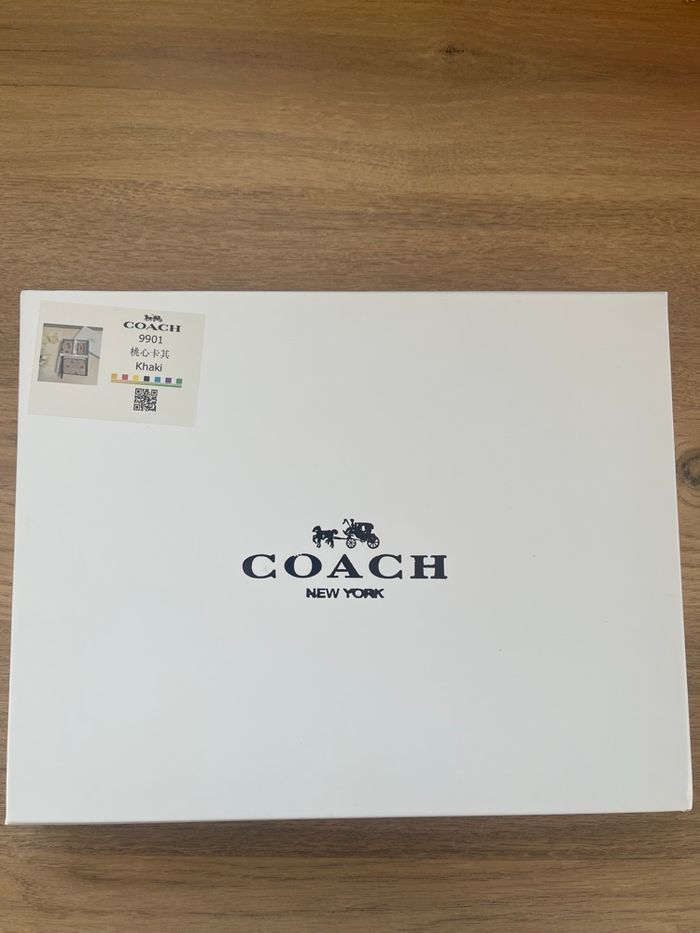 COACH
9901
桃心卡其
Khaki
COACH
NEW YORK